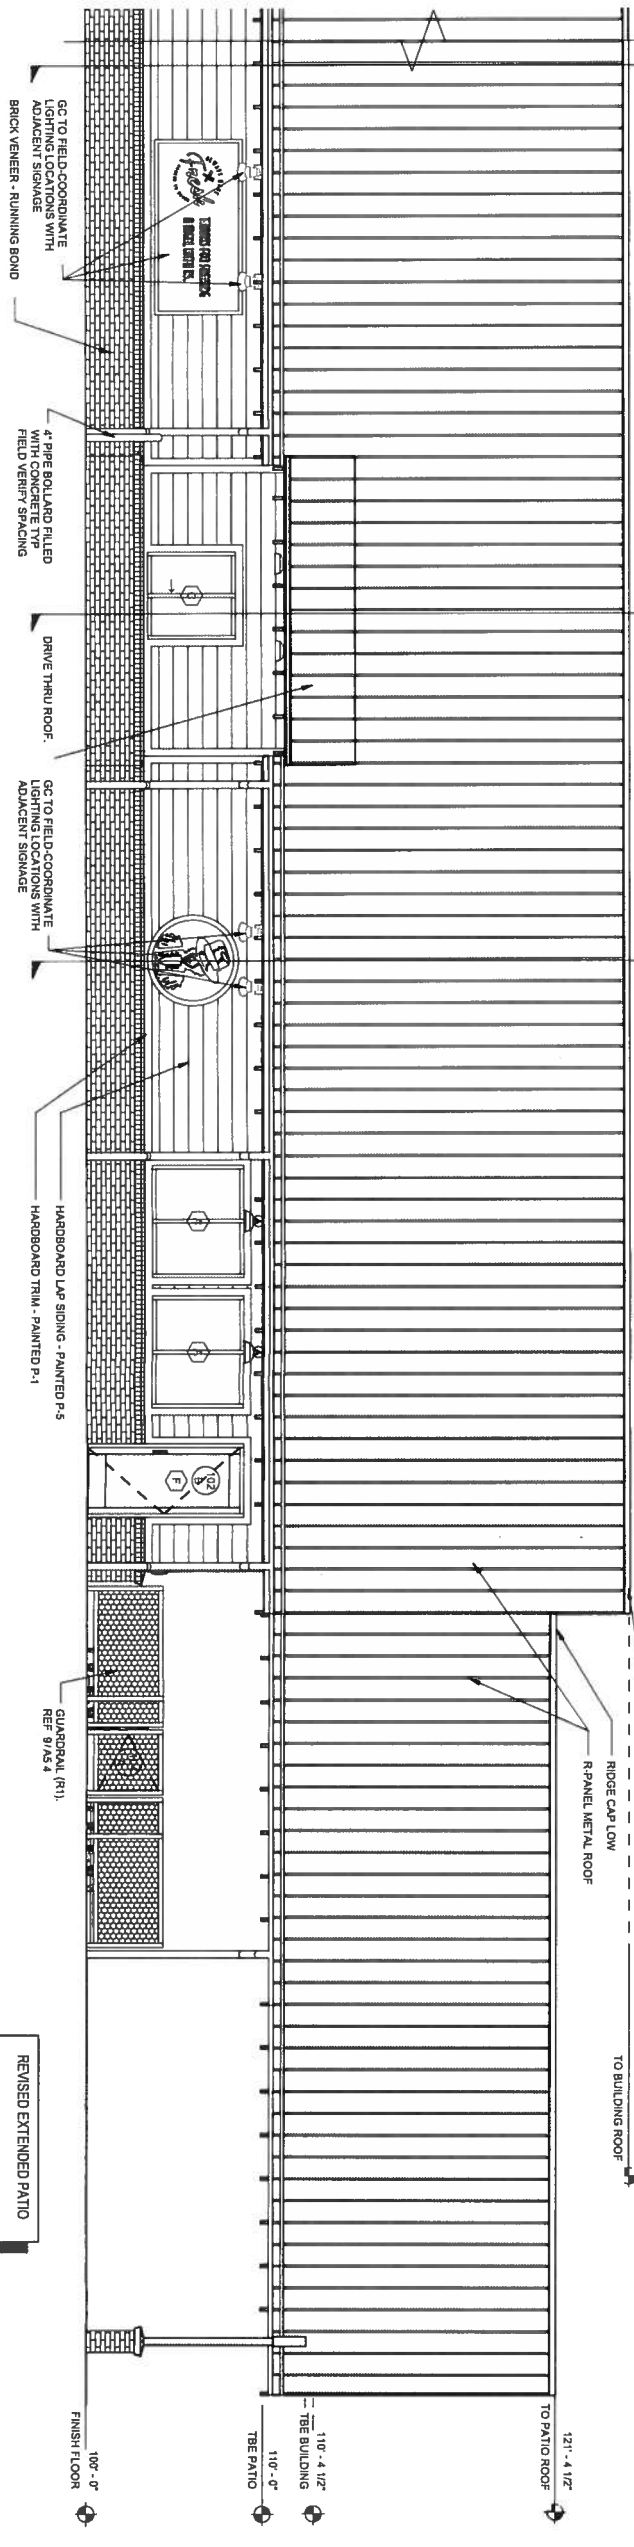 GC TO FIELD-COORDINATE
LIGHTING LOCATIONS WITH
ADJACENT SIGNAGE
BRICK VENEER - RUNNING BOND
Fresh
4" PIPE BOLLARD FILLED
WITH CONCRETE TYP
FIELD VERIFY SPACING
DRIVE THRU ROOF.
GC TO FIELD-COORDINATE
LIGHTING LOCATIONS WITH
ADJACENT SIGNAGE
HARDBOARD LAP SIDING - PAINTED P-5
HARDBOARD TRIM - PAINTED P-1
102
F
GUARDRAIL (R1).
REF 9/A5.4
RIDGE CAP LOW
R-PANEL METAL ROOF
TO BUILDING ROOF
REVISED EXTENDED PATIO
121' - 4 1/2"
TO PATIO ROOF
110' - 4 1/2"
TBE BUILDING
110' - 0"
TBE PATIO
100' - 0"
FINISH FLOOR